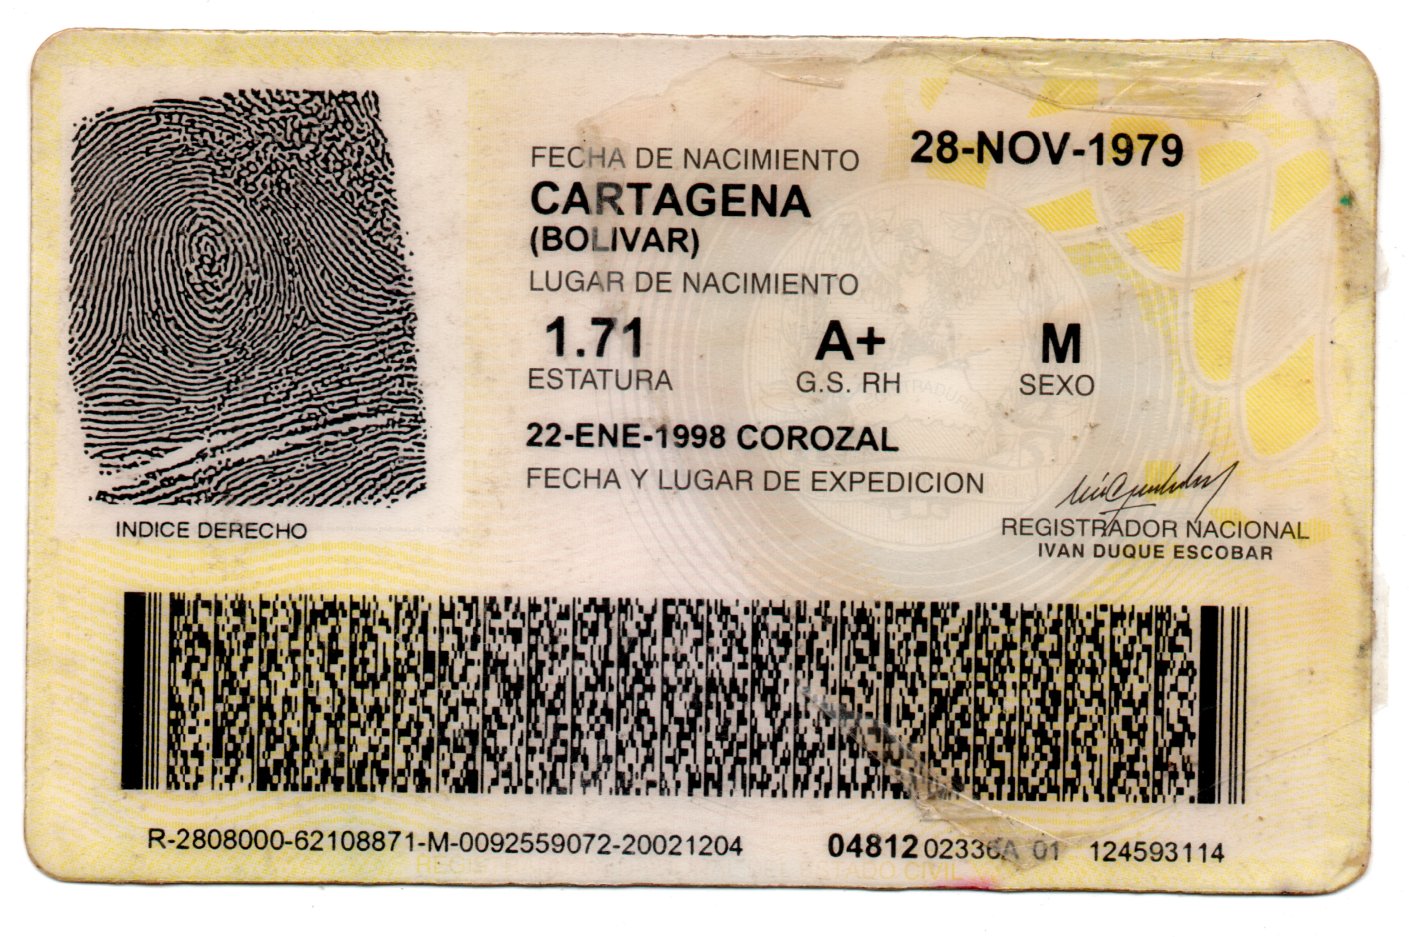 FECHA DE NACIMIENTO 28-NOV-1979
CARTAGENA
(BOLIVAR)
LUGAR DE NACIMIENTO
1.71 A+ M
ESTATURA G.S. RH SEXO
22-ENE-1998 COROZAL
FECHA Y LUGAR DE EXPEDICION
INDICE DERECHO
REGISTRADOR NACIONAL
IVAN DUQUE ESCOBAR
R-2808000-62108871-M-0092559072-20021204 04812 02336A 01 124593114